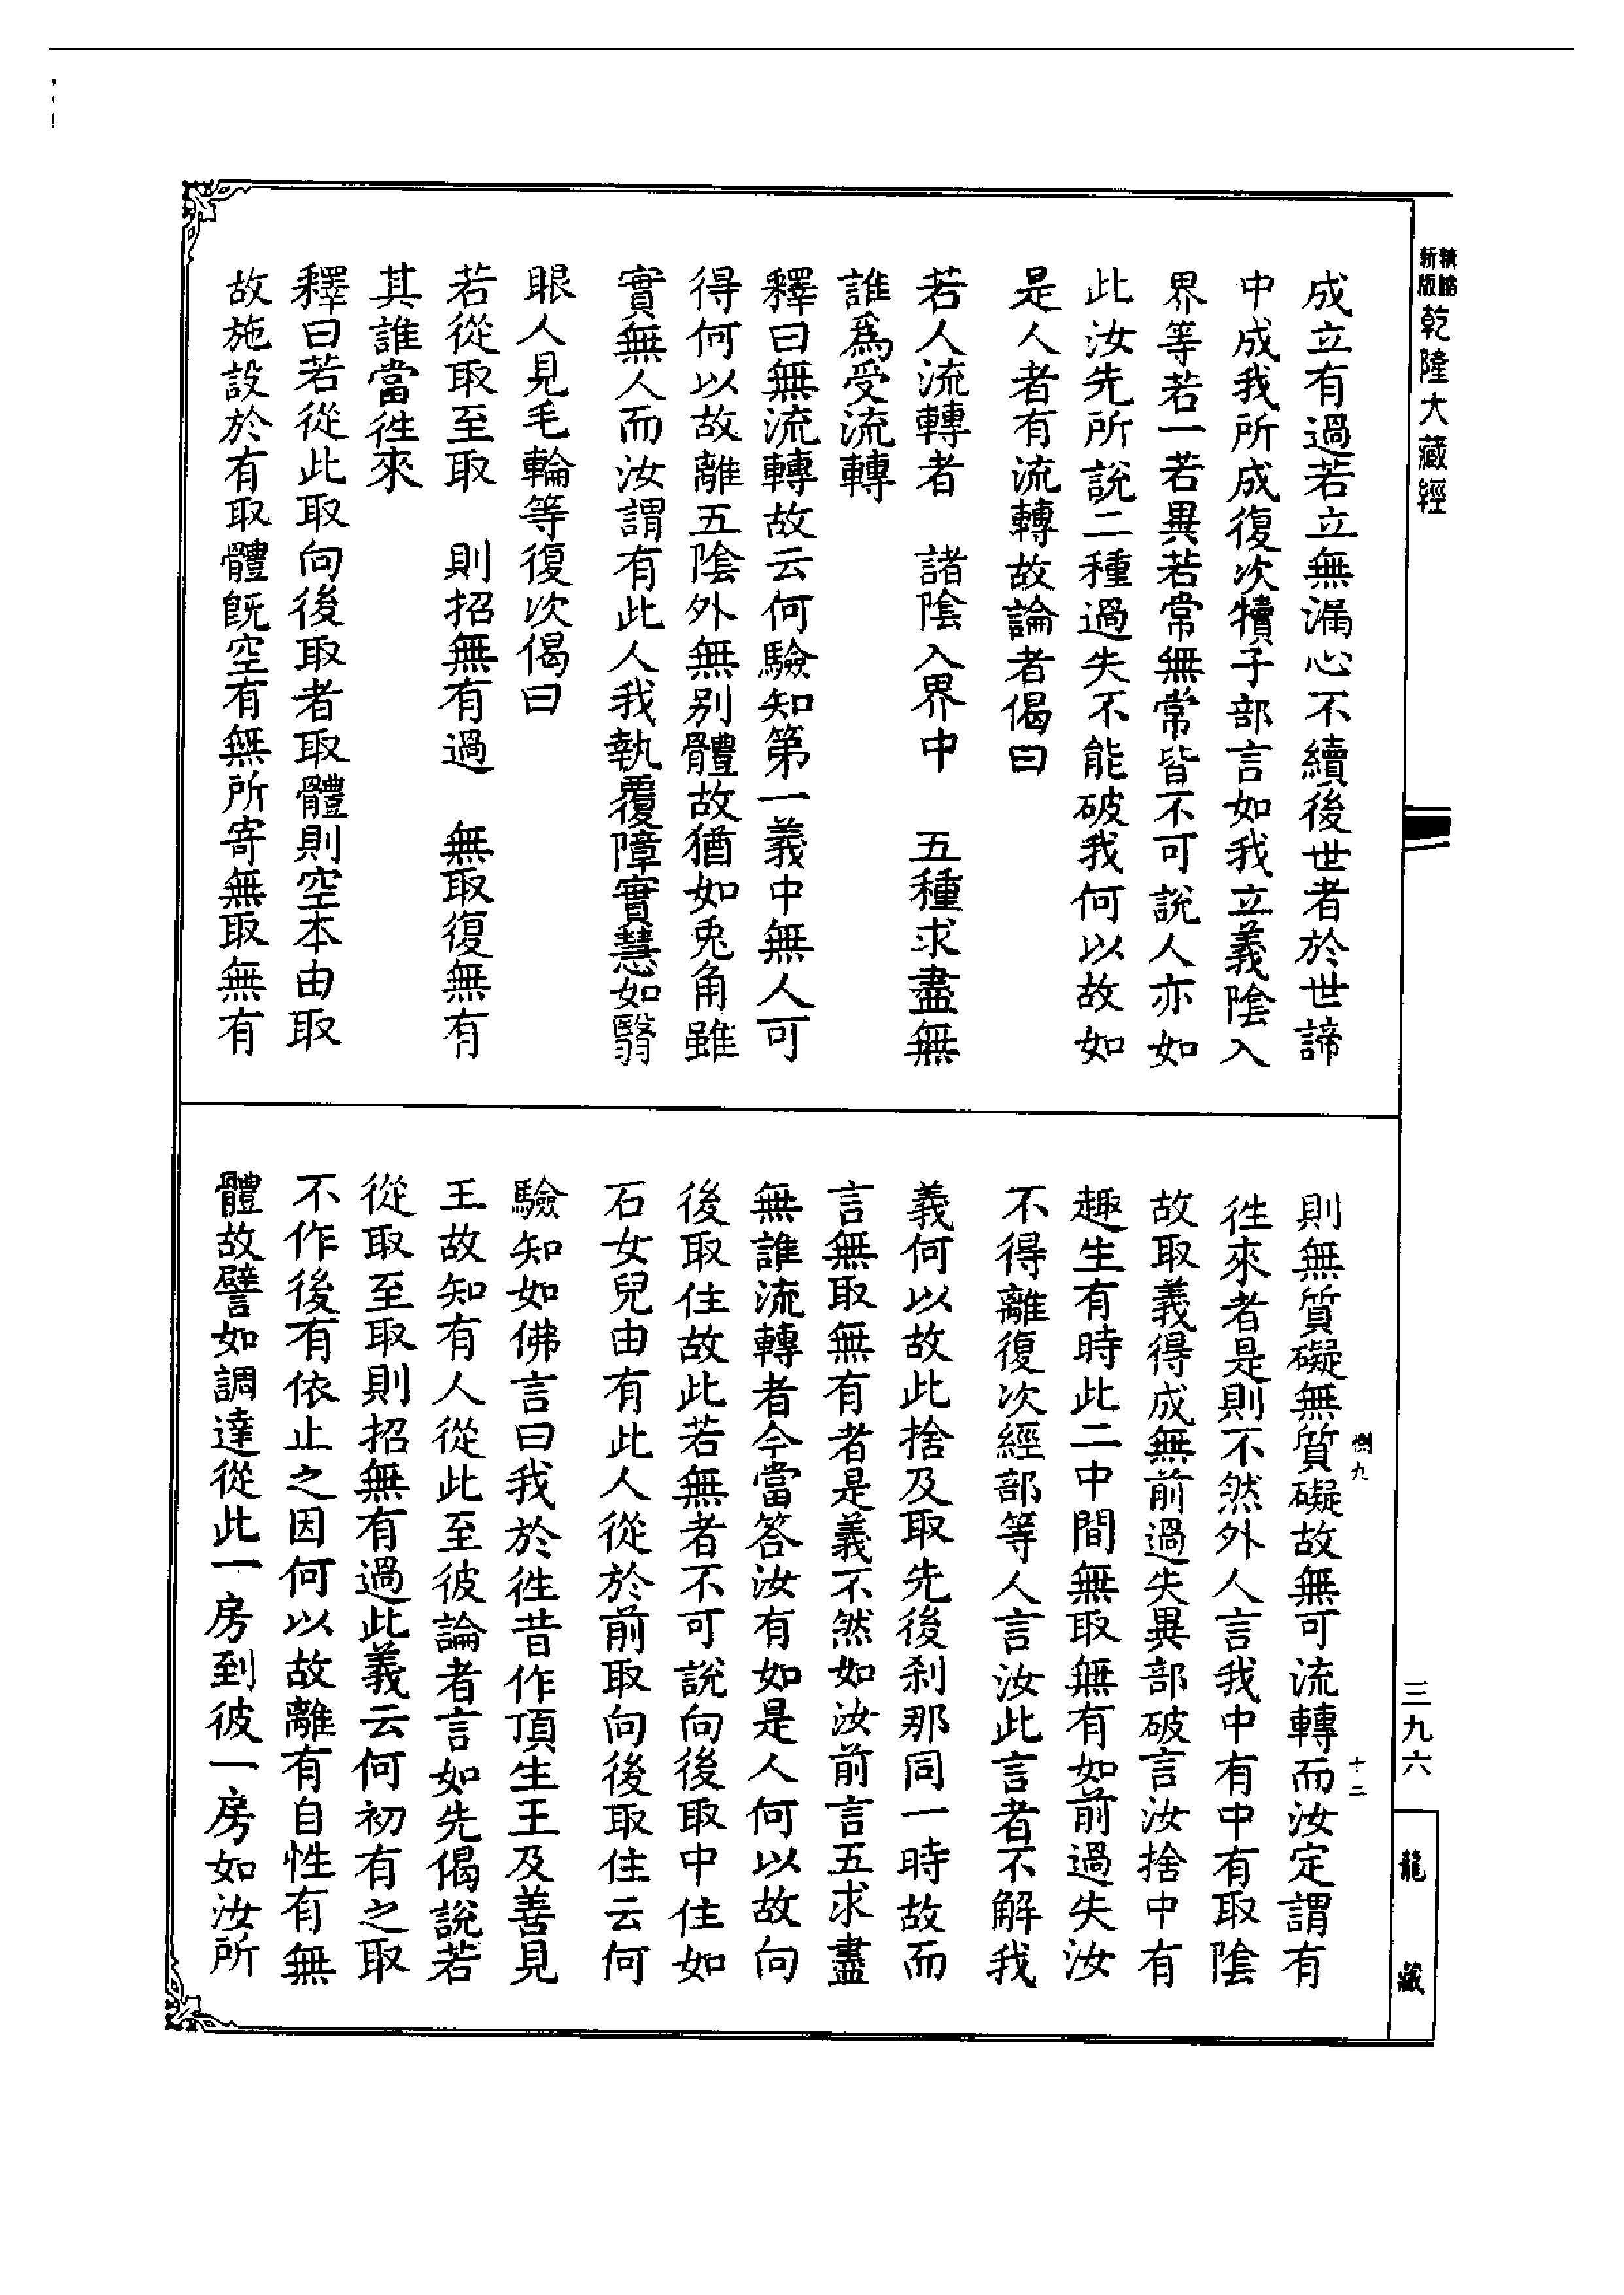 新版
精縮
乾隆大藏經
成立有過若立無漏心不續後世者於世諦
中成我所成復次犢子部言如我立義陰入
界等若一若異若常無常皆不可說人亦如
此汝先所說二種過失不能破我何以故如
是人者有流轉故論者偈曰
若人流轉者　諸陰入界中　五種求盡無
誰爲受流轉
釋曰無流轉故云何驗知第一義中無人可
得何以故離五陰外無別體故猶如兎角雖
實無人而汝謂有此人我執覆障實慧如翳
眼人見毛輪等復次偈曰
若從取至取　則招無有過　無取復無有
其誰當徃來
釋曰若從此取向後取者取體則空本由取
故施設於有取體旣空有無所寄無取無有
則無質礙無質礙故無可流轉而汝定謂有
徃來者是則不然外人言我中有中有取陰
故取義得成無前過失異部破言汝捨中有
趣生有時此二中間無取無有如前過失汝
不得離復次經部等人言汝此言者不解我
義何以故此捨及取先後刹那同一時故而
言無取無有者是義不然如汝前言五求盡
無誰流轉者今當答汝有如是人何以故向
後取住故此若無者不可說向後取中住如
石女兒由有此人從於前取向後取住云何
驗知如佛言曰我於徃昔作頂生王及善見
王故知有人從此至彼論者言如先偈說若
從取至取則招無有過此義云何初有之取
不作後有依止之因何以故離有自性有無
體故譬如調達從此一房到彼一房如汝所
九
十二
三九六
龍藏